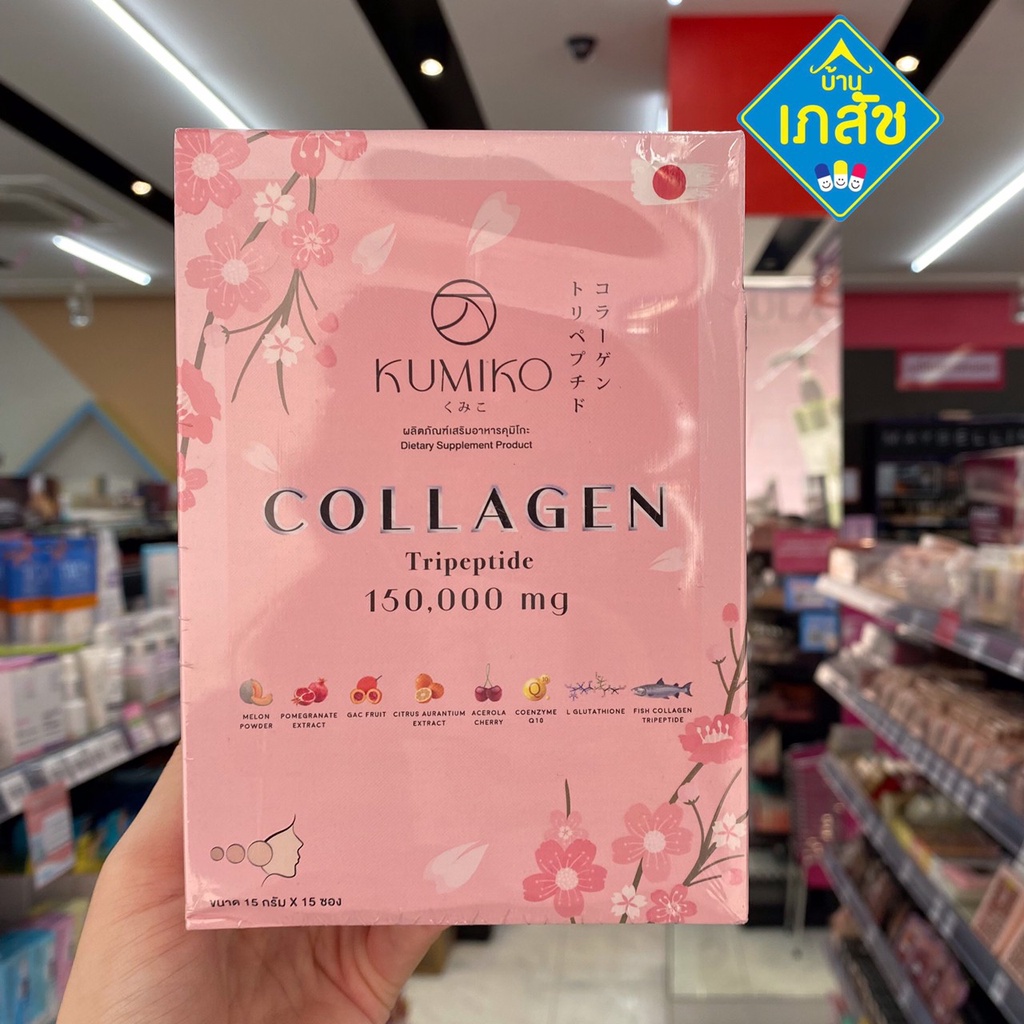 บ้าน
เภสัช
コラーゲン
トリペプチド
KUMIKO
くみこ
ผลิตภัณฑ์เสริมอาหารคุมิโกะ
Dietary Supplement Product
COLLAGEN
Tripeptide
150,000 mg
MELON
POWDER
POMEGRANATE
EXTRACT
GAC FRUIT
CITRUS AURANTIUM
EXTRACT
ACEROLA
CHERRY
COENZYME
Q10
L GLUTATHIONE
FISH COLLAGEN
TRIPEPTIDE
ขนาด 15 กรัม X 15 ซอง
MAYBELLIN